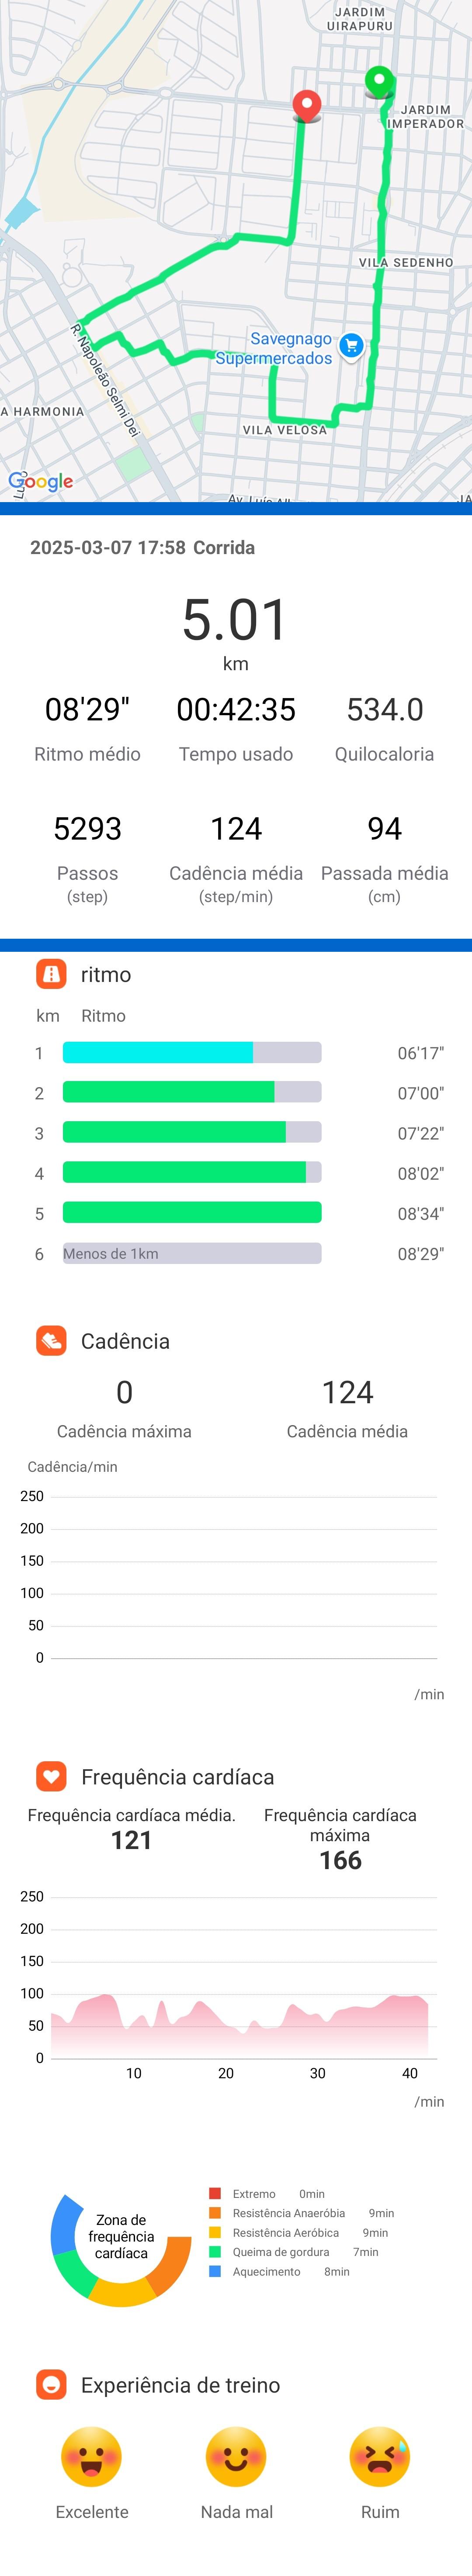 JARDIM
UIRAPURU
JARDIM
IMPERADOR
VILA SEDENHO
Savegnago
Supermercados
R. Napoleão Selmi Dei
A HARMONIA
VILA VELOSA
Google
2025-03-07 17:58 Corrida
5.01
km
08'29" 00:42:35 534.0
Ritmo médio Tempo usado Quilocaloria
5293 124 94
Passos Cadência média Passada média
(step) (step/min) (cm)
ritmo
km Ritmo
1 06'17"
2 07'00"
3 07'22"
4 08'02"
5 08'34"
6 Menos de 1km 08'29"
Cadência
0 124
Cadência máxima Cadência média
Cadência/min
250
200
150
100
50
0
/min
Frequência cardíaca
Frequência cardíaca média. Frequência cardíaca
máxima
121 166
250
200
150
100
50
0
10 20 30 40
/min
Zona de
frequência
cardíaca
Extremo 0min
Resistência Anaeróbia 9min
Resistência Aeróbica 9min
Queima de gordura 7min
Aquecimento 8min
Experiência de treino
Excelente Nada mal Ruim